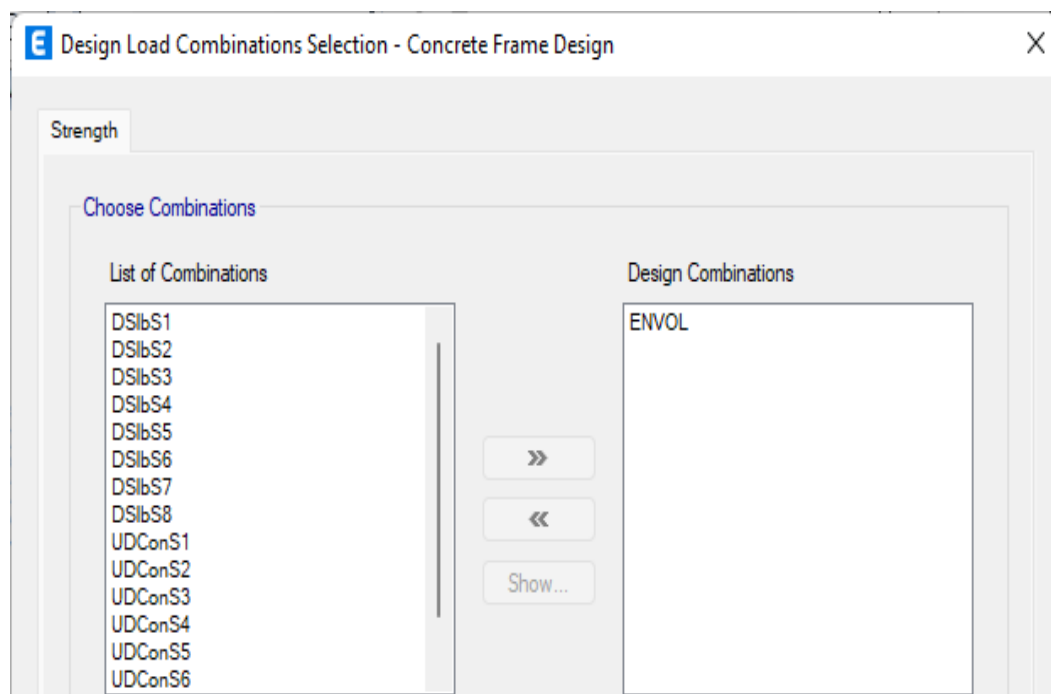 Design Load Combinations Selection - Concrete Frame Design
Strength
Choose Combinations
List of Combinations
DSlbS1
DSlbS2
DSlbS3
DSlbS4
DSlbS5
DSlbS6
DSlbS7
DSlbS8
UDConS1
UDConS2
UDConS3
UDConS4
UDConS5
UDConS6
>>
<<
Show...
Design Combinations
ENVOL